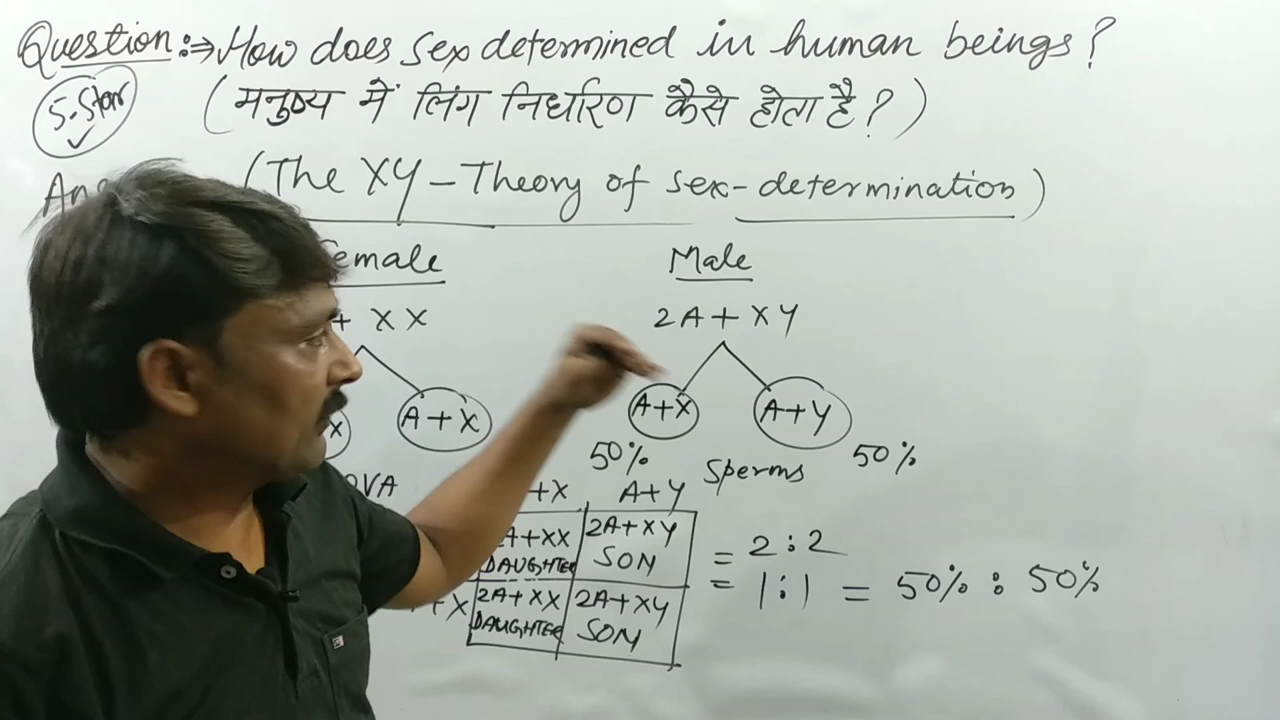 Question:⇒ How does sex determined in human beings?
5-Star
(मनुष्य में लिंग निर्धारण कैसे होता है?)
(The XY-Theory of sex-determination)
Male
+ XX
2A+XY
A+X
A+X
A+Y
50%
Sperms
50%
+X
A+Y
A+XX
2A+XY
DAUGHTER
SON
= 2:2
= 1:1 = 50% : 50%
+X
2A+XX
2A+XY
DAUGHTER
SON